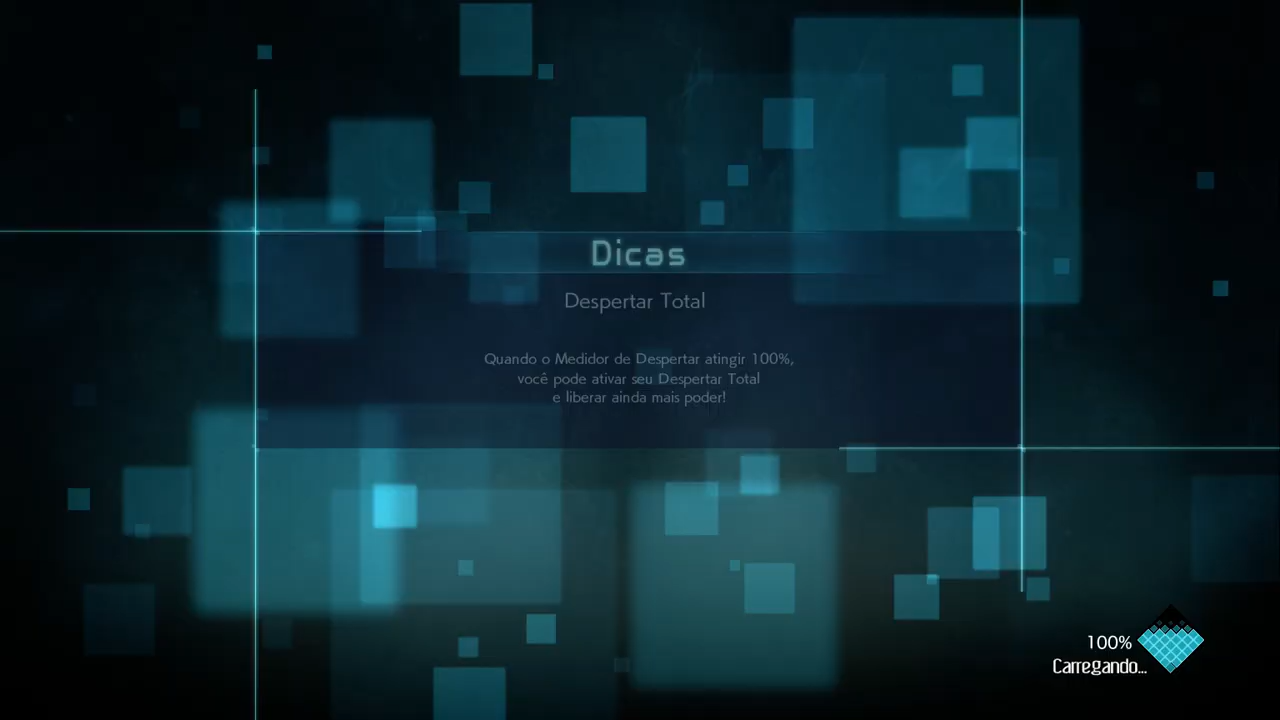 Dicas
Despertar Total
Quando o Medidor de Despertar atingir 100%,
você pode ativar seu Despertar Total
e liberar ainda mais poder!
100%
Carregando...